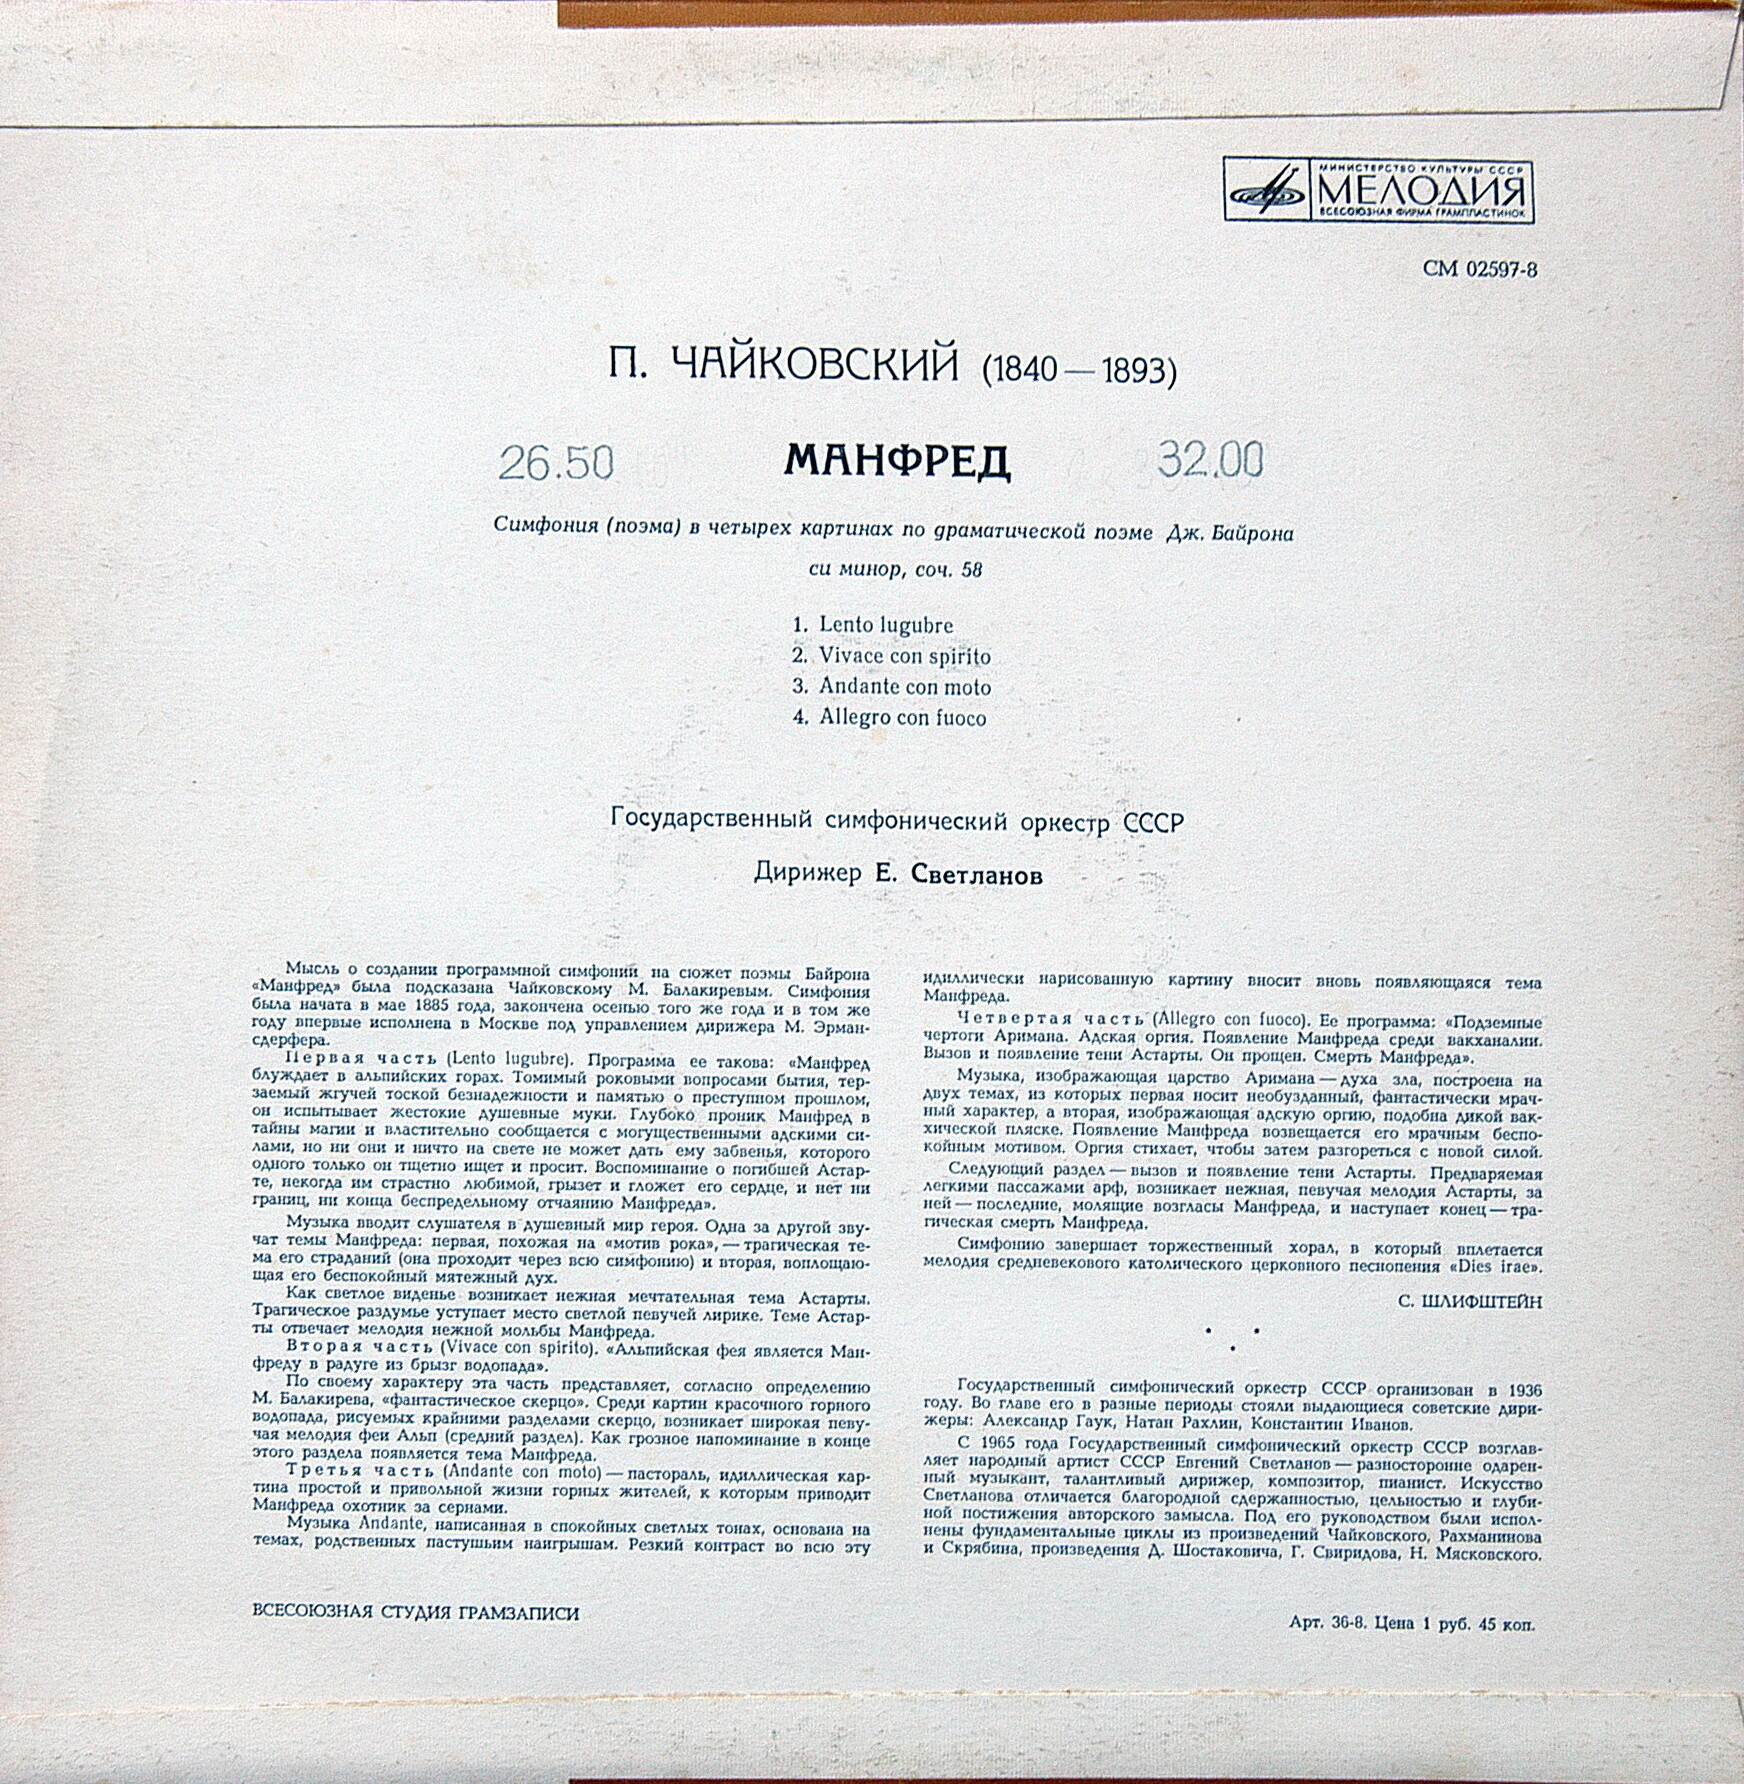 МИНИСТЕРСТВО КУЛЬТУРЫ СССР
МЕЛОДИЯ
ВСЕСОЮЗНАЯ ФИРМА ГРАМПЛАСТИНОК
СМ 02597-8
П. ЧАЙКОВСКИЙ (1840—1893)
26.50 МАНФРЕД 32.00
Симфония (поэма) в четырех картинах по драматической поэме Дж. Байрона
си минор, соч. 58
1. Lento lugubre
2. Vivace con spirito
3. Andante con moto
4. Allegro con fuoco
Государственный симфонический оркестр СССР
Дирижер Е. Светланов
Мысль о создании программной симфонии на сюжет поэмы Байрона
«Манфред» была подсказана Чайковскому М. Балакиревым. Симфония
была начата в мае 1885 года, закончена осенью того же года и в том же
году впервые исполнена в Москве под управлением дирижера М. Эрман-
сдерфера.
Первая часть (Lento lugubre). Программа ее такова: «Манфред
блуждает в альпийских горах. Томимый роковыми вопросами бытия, тер-
заемый жгучей тоской безнадежности и памятью о преступном прошлом,
он испытывает жестокие душевные муки. Глубоко проник Манфред в
тайны магии и властительно сообщается с могущественными адскими си-
лами, но ни они и ничто на свете не может дать ему забвенья, которого
одного только он тщетно ищет и просит. Воспоминание о погибшей Астар-
те, некогда им страстно любимой, грызет и гложет его сердце, и нет ни
границ, ни конца беспредельному отчаянию Манфреда».
Музыка вводит слушателя в душевный мир героя. Одна за другой зву-
чат темы Манфреда: первая, похожая на «мотив рока», — трагическая те-
ма его страданий (она проходит через всю симфонию) и вторая, воплощаю-
щая его беспокойный мятежный дух.
Как светлое виденье возникает нежная мечтательная тема Астарты.
Трагическое раздумье уступает место светлой певучей лирике. Теме Астар-
ты отвечает мелодия нежной мольбы Манфреда.
Вторая часть (Vivace con spirito). «Альпийская фея является Ман-
фреду в радуге из брызг водопада».
По своему характеру эта часть представляет, согласно определению
М. Балакирева, «фантастическое скерцо». Среди картин красочного горного
водопада, рисуемых крайними разделами скерцо, возникает широкая певу-
чая мелодия феи Альп (средний раздел). Как грозное напоминание в конце
этого раздела появляется тема Манфреда.
Третья часть (Andante con moto) — пастораль, идиллическая кар-
тина простой и привольной жизни горных жителей, к которым приводит
Манфреда охотник за сернами.
Музыка Andante, написанная в спокойных светлых тонах, основана на
темах, родственных пастушьим наигрышам. Резкий контраст во всю эту
идиллически нарисованную картину вносит вновь появляющаяся тема
Манфреда.
Четвертая часть (Allegro con fuoco). Ее программа: «Подземные
чертоги Аримана. Адская оргия. Появление Манфреда среди вакханалии.
Вызов и появление тени Астарты. Он прощен. Смерть Манфреда».
Музыка, изображающая царство Аримана — духа зла, построена на
двух темах, из которых первая носит необузданный, фантастически мрач-
ный характер, а вторая, изображающая адскую оргию, подобна дикой вак-
хической пляске. Появление Манфреда возвещается его мрачным беспо-
койным мотивом. Оргия стихает, чтобы затем разгореться с новой силой.
Следующий раздел — вызов и появление тени Астарты. Предваряемая
легкими пассажами арф, возникает нежная, певучая мелодия Астарты, за
ней — последние, молящие возгласы Манфреда, и наступает конец — тра-
гическая смерть Манфреда.
Симфонию завершает торжественный хорал, в который вплетается
мелодия средневекового католического церковного песнопения «Dies irae».
С. ШЛИФШТЕЙН
Государственный симфонический оркестр СССР организован в 1936
году. Во главе его в разные периоды стояли выдающиеся советские дири-
жеры: Александр Гаук, Натан Рахлин, Константин Иванов.
С 1965 года Государственный симфонический оркестр СССР возглав-
ляет народный артист СССР Евгений Светланов — разносторонне одарен-
ный музыкант, талантливый дирижер, композитор, пианист. Искусство
Светланова отличается благородной сдержанностью, цельностью и глуби-
ной постижения авторского замысла. Под его руководством были испол-
нены фундаментальные циклы из произведений Чайковского, Рахманинова
и Скрябина, произведения Д. Шостаковича, Г. Свиридова, Н. Мясковского.
ВСЕСОЮЗНАЯ СТУДИЯ ГРАМЗАПИСИ
Арт. 36-8. Цена 1 руб. 45 коп.